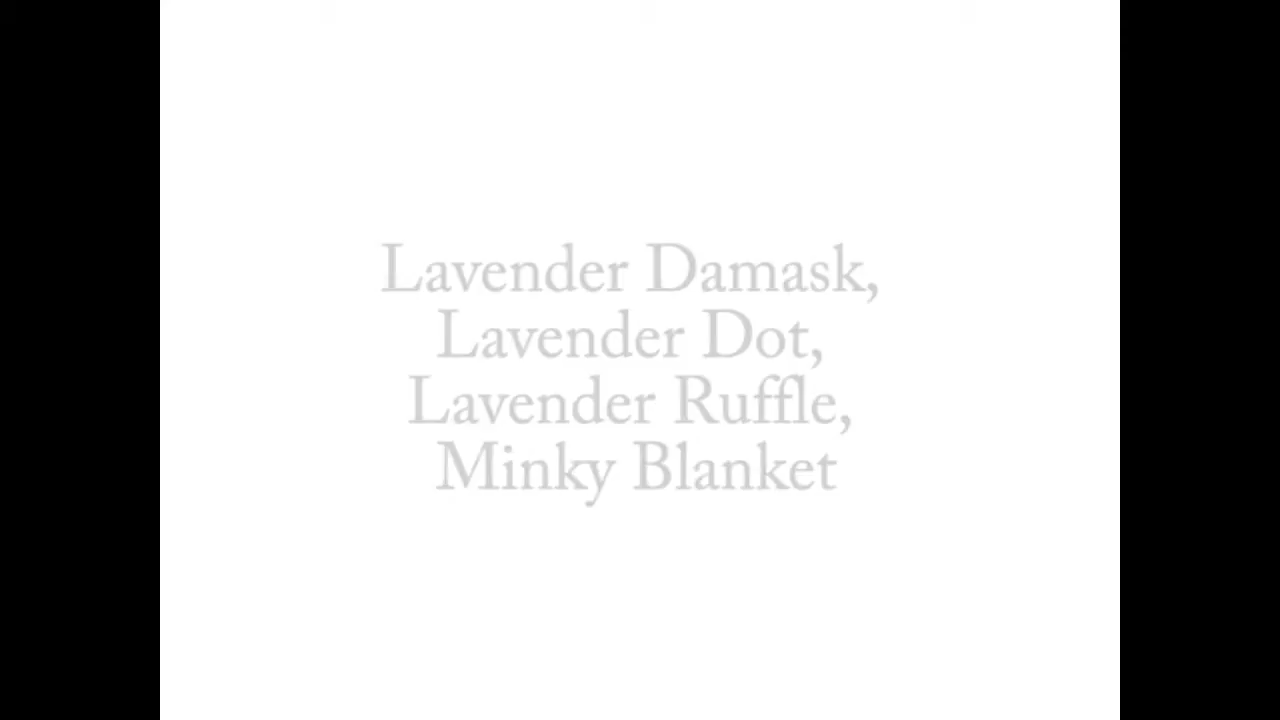 Lavender Damask,
Lavender Dot,
Lavender Ruffle,
Minky Blanket